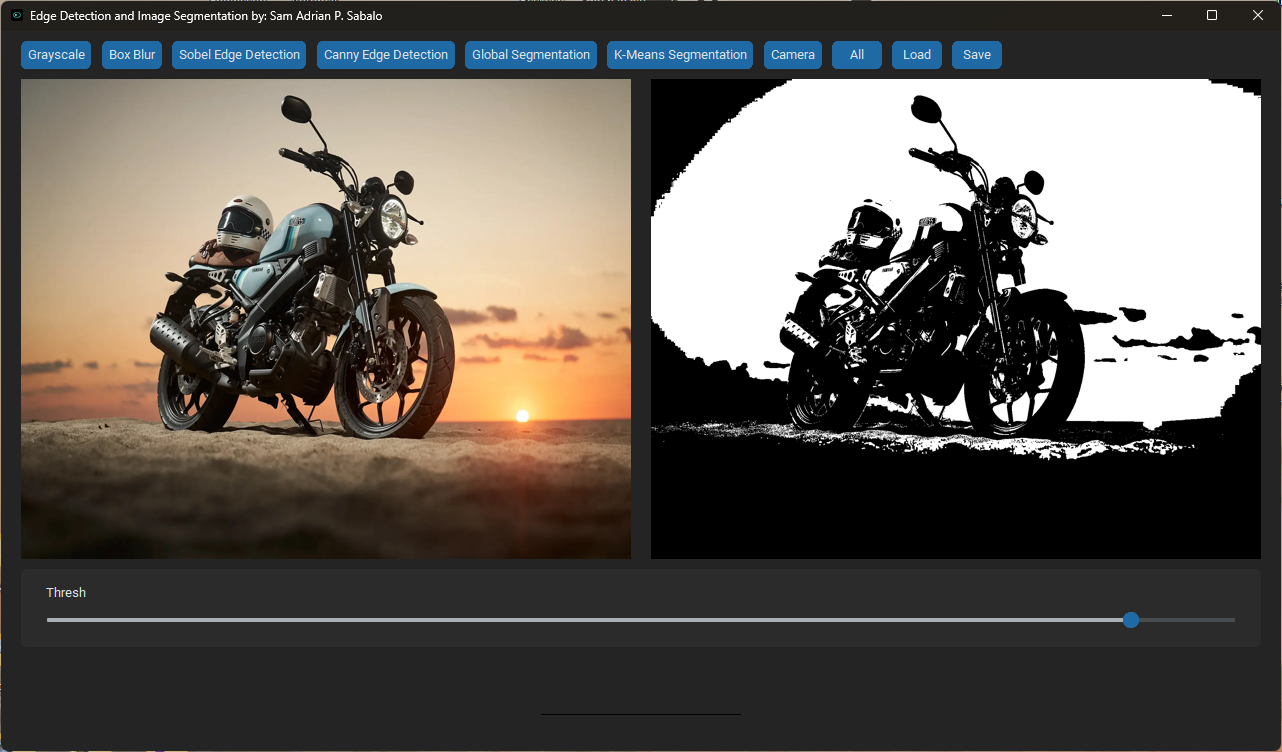 Edge Detection and Image Segmentation by: Sam Adrian P. Sabalo
Grayscale Box Blur Sobel Edge Detection Canny Edge Detection Global Segmentation K-Means Segmentation Camera All Load Save
Thresh